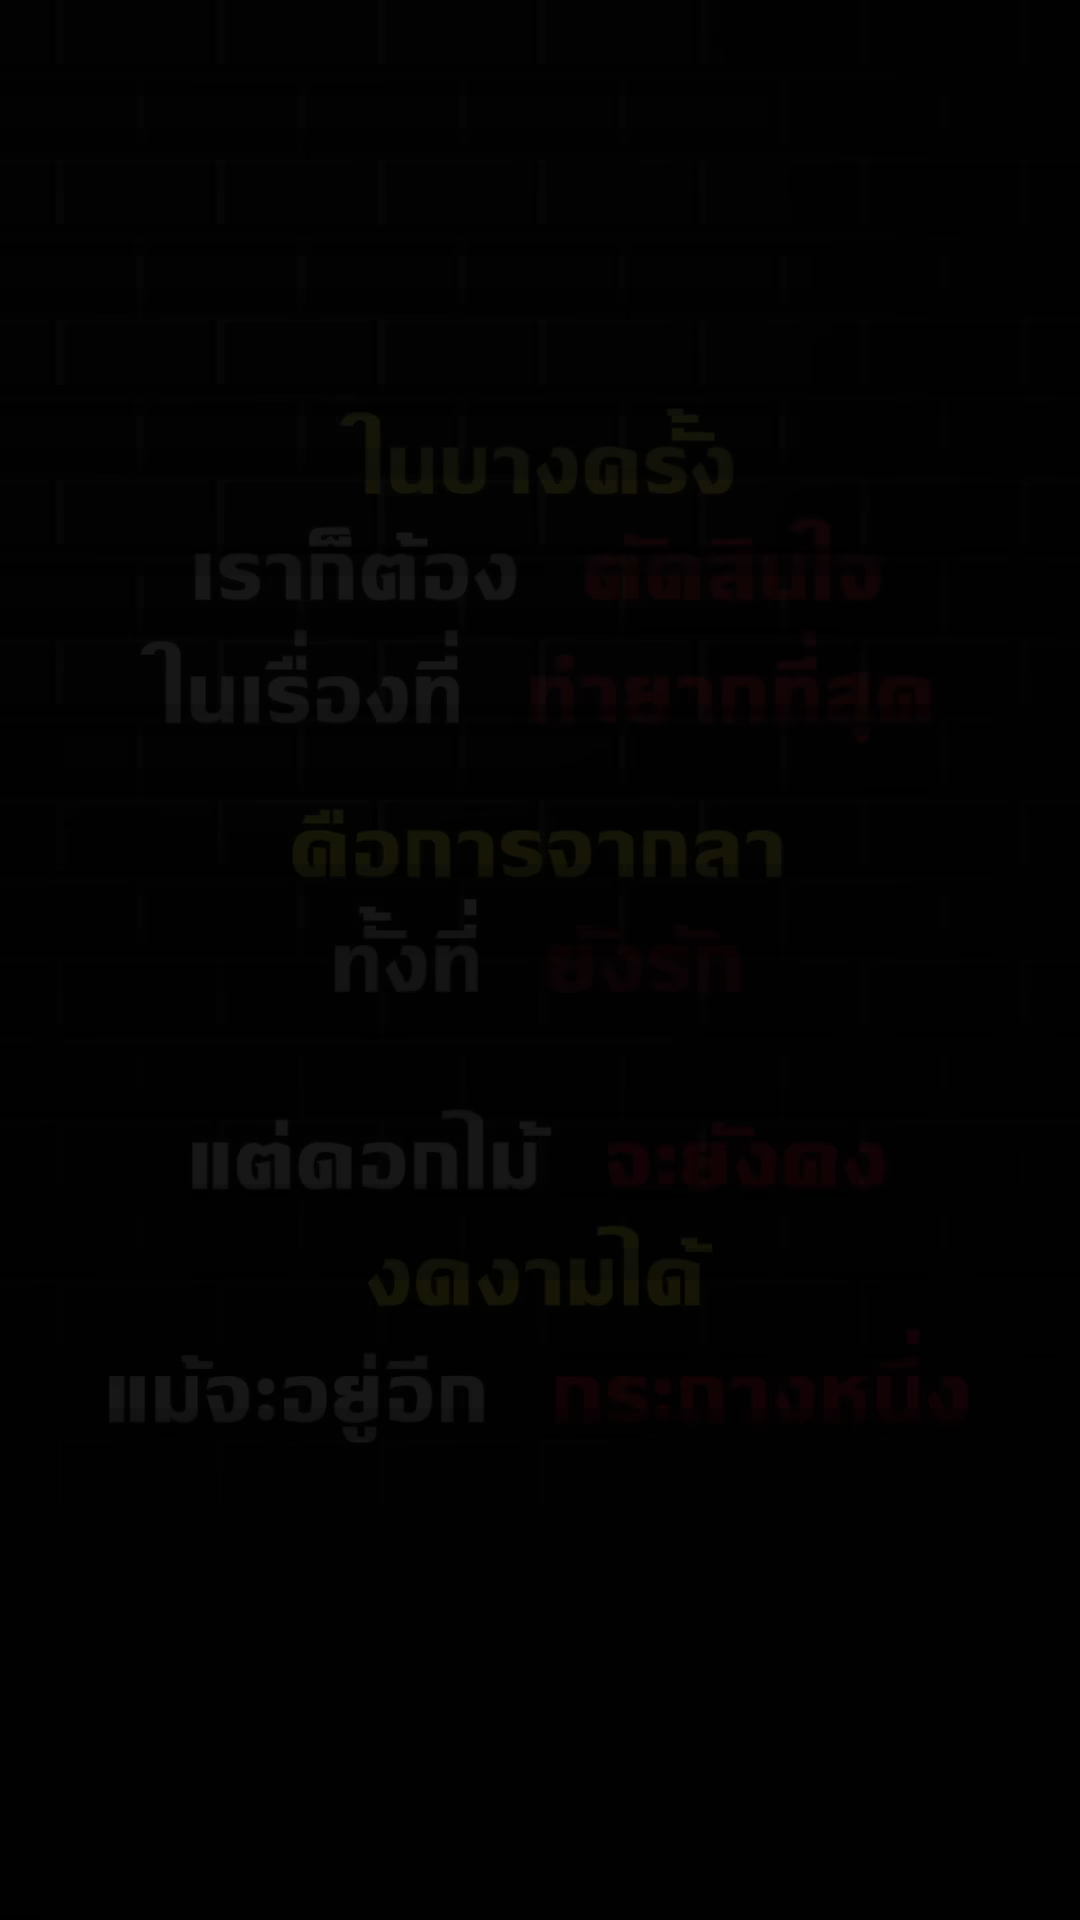 ในบางครั้ง
เราก็ต้อง ตัดสินใจ
ในเรื่องที่ ทำยากที่สุด
คือการจากลา
ทั้งที่ ยังรัก
แต่ดอกไม้ จะยังคง
งดงามได้
แม้จะอยู่อีก กระถางหนึ่ง